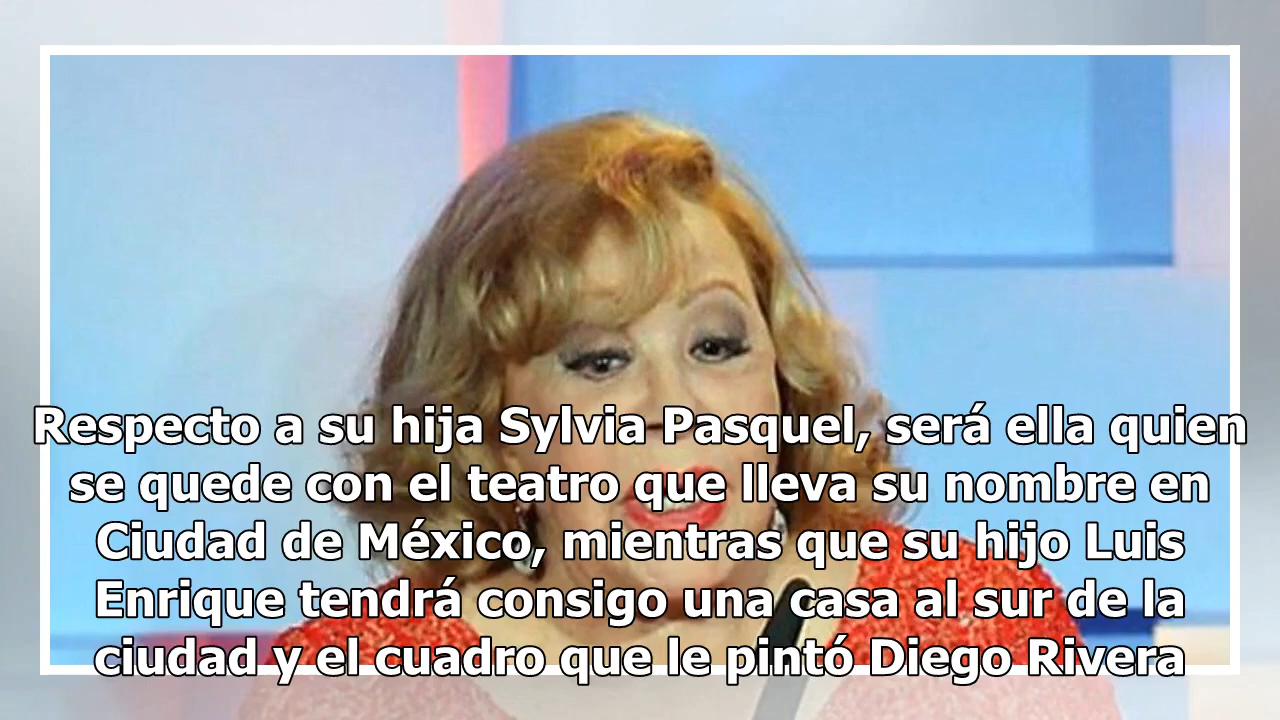 Respecto a su hija Sylvia Pasquel, será ella quien
se quede con el teatro que lleva su nombre en
Ciudad de México, mientras que su hijo Luis
Enrique tendrá consigo una casa al sur de la
ciudad y el cuadro que le pintó Diego Rivera